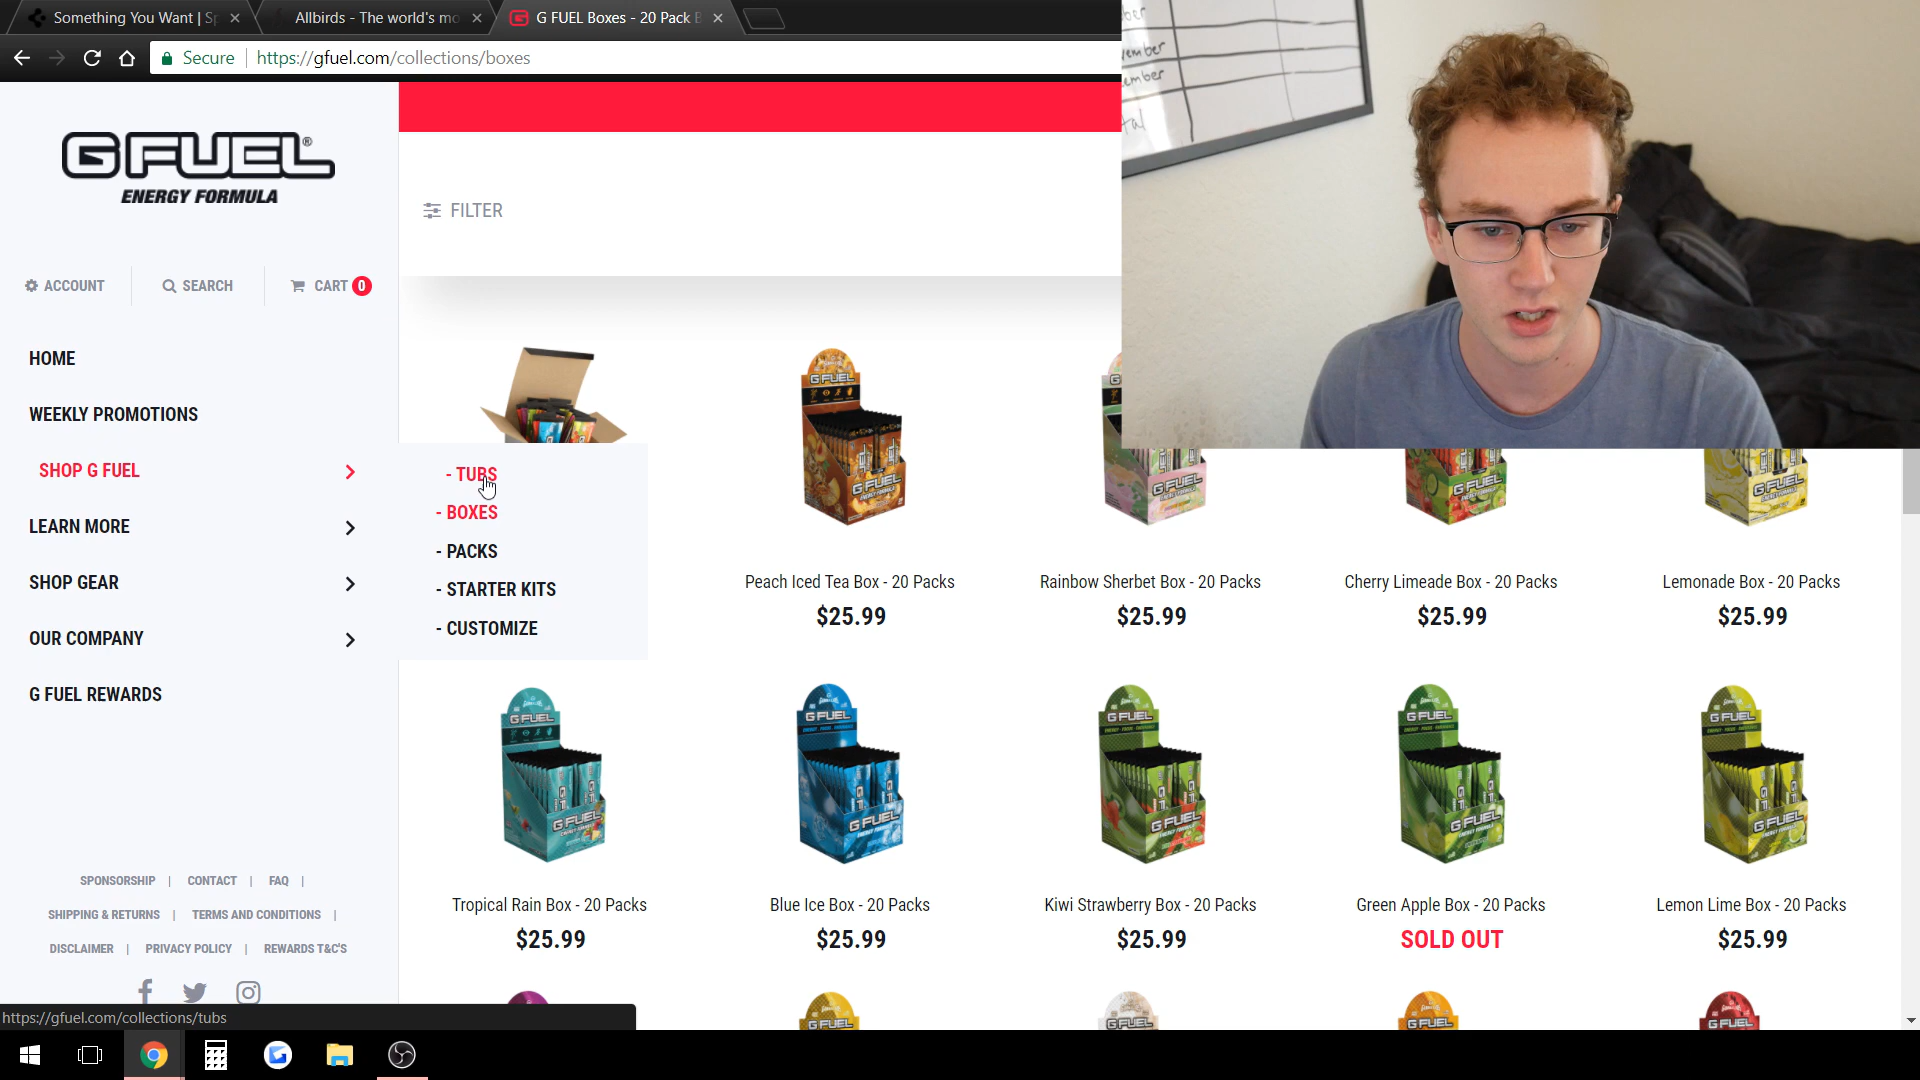 Something You Want | S
Allbirds - The world's mo
G FUEL Boxes - 20 Pack B
Secure
https://gfuel.com/collections/boxes
GFUEL®
ENERGY FORMULA
FILTER
ACCOUNT
SEARCH
CART 0
HOME
WEEKLY PROMOTIONS
SHOP G FUEL
LEARN MORE
SHOP GEAR
OUR COMPANY
G FUEL REWARDS
- TUBS
- BOXES
- PACKS
- STARTER KITS
- CUSTOMIZE
Peach Iced Tea Box - 20 Packs
$25.99
Rainbow Sherbet Box - 20 Packs
$25.99
Cherry Limeade Box - 20 Packs
$25.99
Lemonade Box - 20 Packs
$25.99
Tropical Rain Box - 20 Packs
$25.99
Blue Ice Box - 20 Packs
$25.99
Kiwi Strawberry Box - 20 Packs
$25.99
Green Apple Box - 20 Packs
SOLD OUT
Lemon Lime Box - 20 Packs
$25.99
SPONSORSHIP | CONTACT | FAQ |
SHIPPING & RETURNS | TERMS AND CONDITIONS |
DISCLAIMER | PRIVACY POLICY | REWARDS T&C'S
https://gfuel.com/collections/tubs